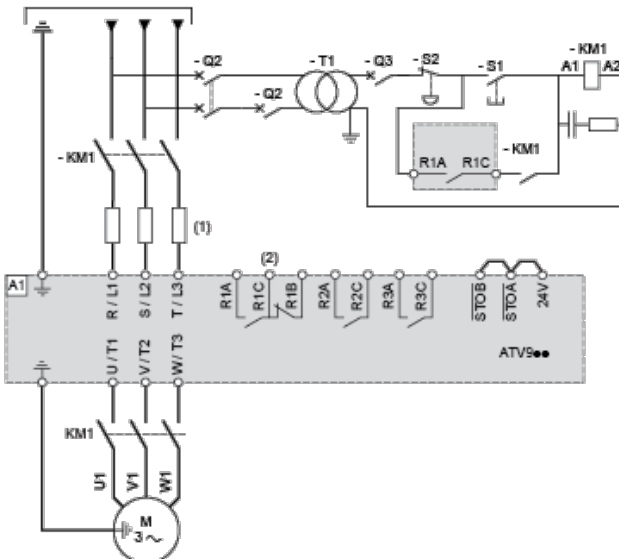 - Q2
- T1
- Q3
- S2
- S1
- KM1
A1
A2
- Q2
- KM1
R1A
R1C
- KM1
(1)
(2)
A1
R / L1
S / L2
T / L3
R1A
R1C
R1B
R2A
R2C
R3A
R3C
STOB
STOA
24V
U / T1
V / T2
W / T3
ATV9●●
KM1
U1
V1
W1
M
3 ~